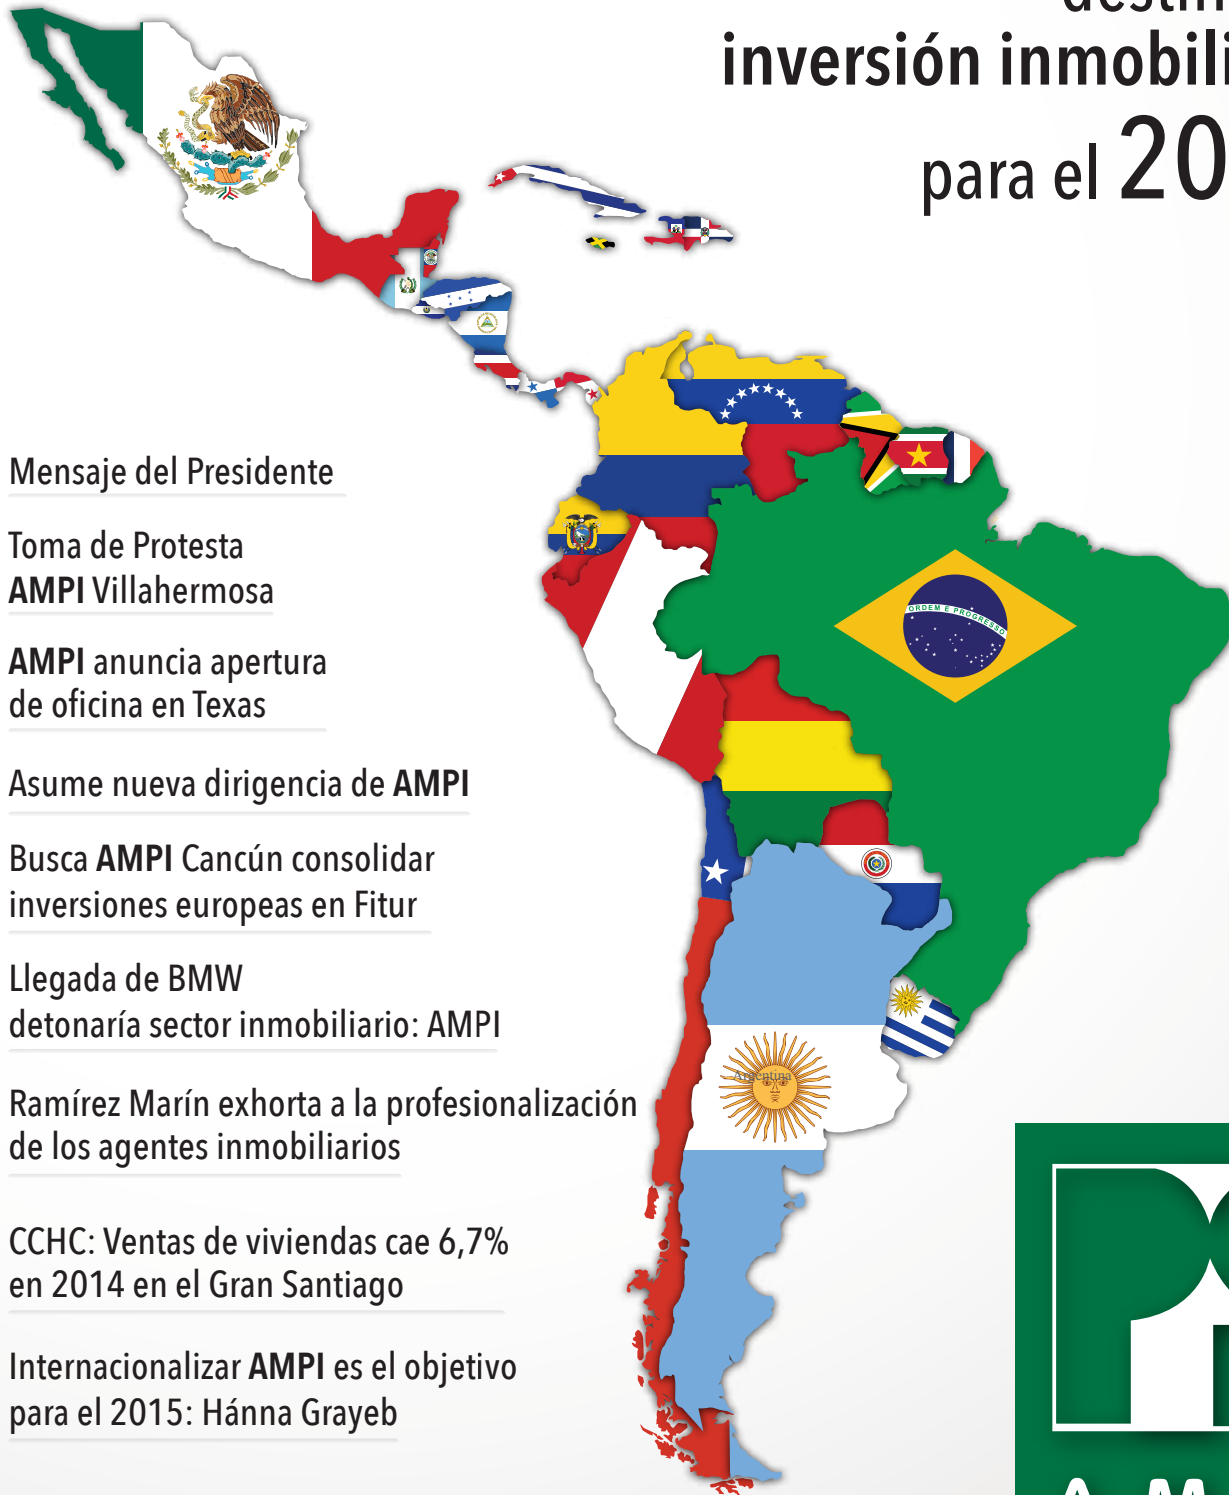 inversión inmobili
para el 20
Mensaje del Presidente
Toma de Protesta
AMPI Villahermosa
AMPI anuncia apertura
de oficina en Texas
Asume nueva dirigencia de AMPI
Busca AMPI Cancún consolidar
inversiones europeas en Fitur
Llegada de BMW
detonaría sector inmobiliario: AMPI
Ramírez Marín exhorta a la profesionalización
de los agentes inmobiliarios
CCHC: Ventas de viviendas cae 6,7%
en 2014 en el Gran Santiago
Internacionalizar AMPI es el objetivo
para el 2015: Hánna Grayeb
ORDEM E PROGRESSO
Argentina
A M